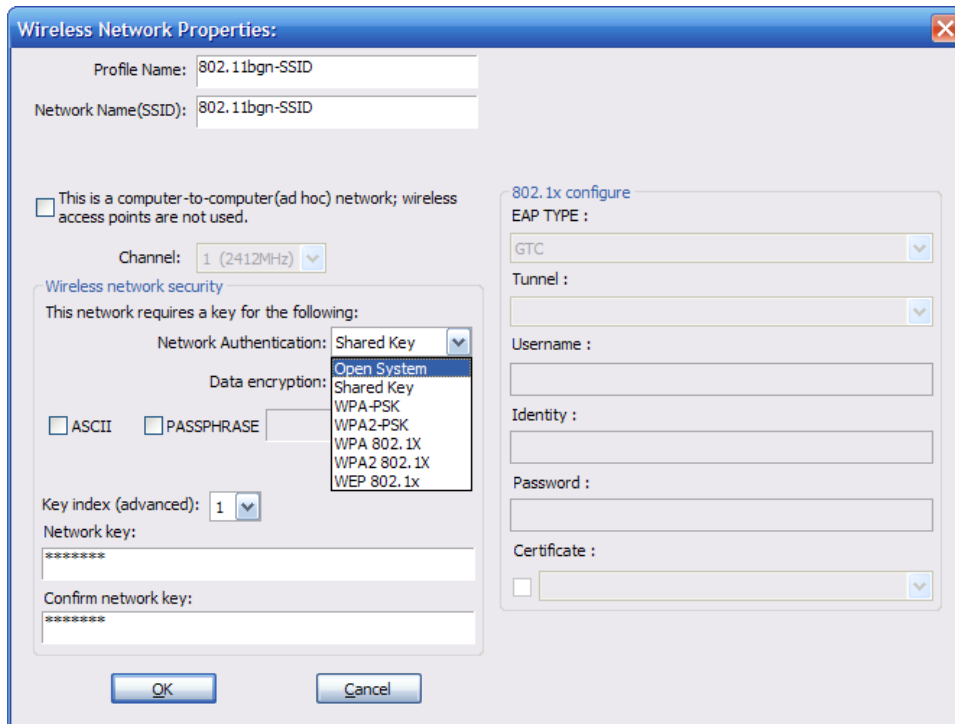 Wireless Network Properties:
Profile Name: 802.11bgn-SSID
Network Name(SSID): 802.11bgn-SSID
This is a computer-to-computer(ad hoc) network; wireless
access points are not used.
Channel: 1 (2412MHz)
Wireless network security
This network requires a key for the following:
Network Authentication: Shared Key
Open System
Data encryption:
Shared Key
WPA-PSK
WPA2-PSK
WPA 802.1X
WPA2 802.1X
WEP 802.1x
ASCII PASSPHRASE
Key index (advanced): 1
Network key:
*******
Confirm network key:
*******
OK Cancel
802.1x configure
EAP TYPE :
GTC
Tunnel :
Username :
Identity :
Password :
Certificate :